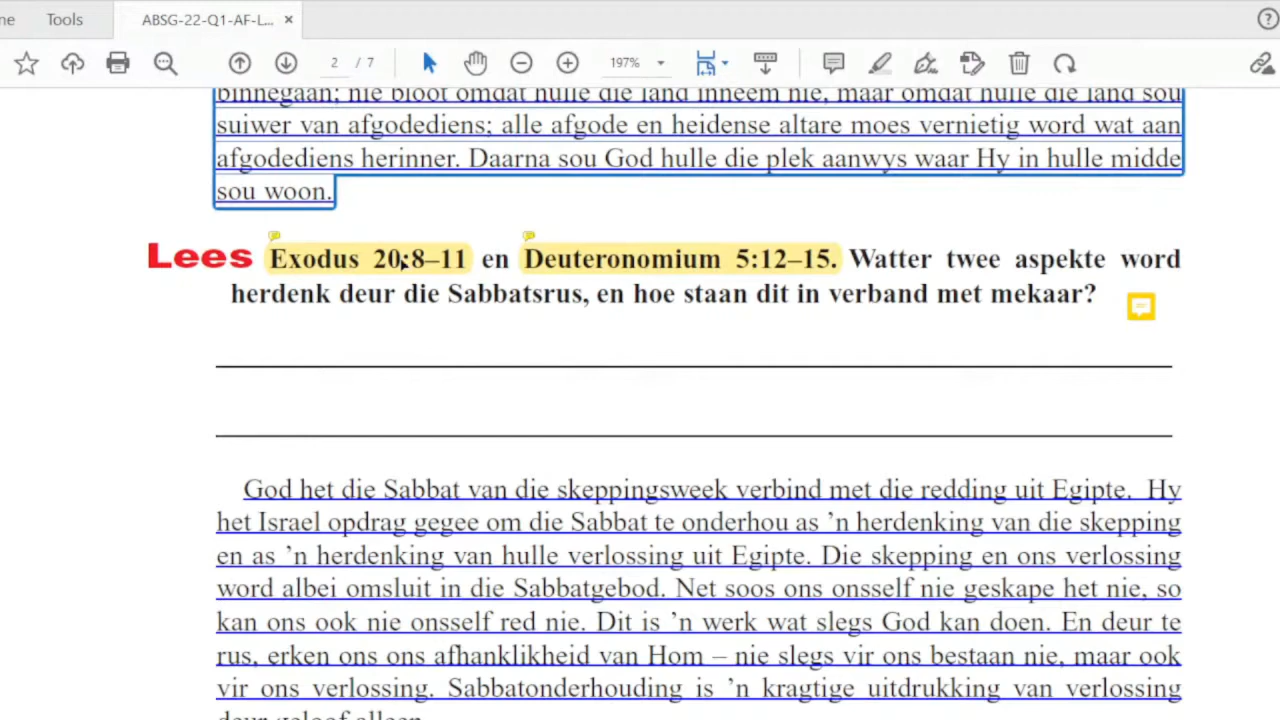 ne Tools ABSG-22-Q1-AF-L... ×
2 / 7 197%
binnegaan; nie bloot omdat hulle die land inneem nie, maar omdat hulle die land sou
suiwer van afgodediens; alle afgode en heidense altare moes vernietig word wat aan
afgodediens herinner. Daarna sou God hulle die plek aanwys waar Hy in hulle midde
sou woon.
Lees Exodus 20:8–11 en Deuteronomium 5:12–15. Watter twee aspekte word
herdenk deur die Sabbatsrus, en hoe staan dit in verband met mekaar?
God het die Sabbat van die skeppingsweek verbind met die redding uit Egipte. Hy
het Israel opdrag gegee om die Sabbat te onderhou as ’n herdenking van die skepping
en as ’n herdenking van hulle verlossing uit Egipte. Die skepping en ons verlossing
word albei omsluit in die Sabbatgebod. Net soos ons onsself nie geskape het nie, so
kan ons ook nie onsself red nie. Dit is ’n werk wat slegs God kan doen. En deur te
rus, erken ons ons afhanklikheid van Hom – nie slegs vir ons bestaan nie, maar ook
vir ons verlossing. Sabbatonderhouding is ’n kragtige uitdrukking van verlossing
deur geloof alleen.